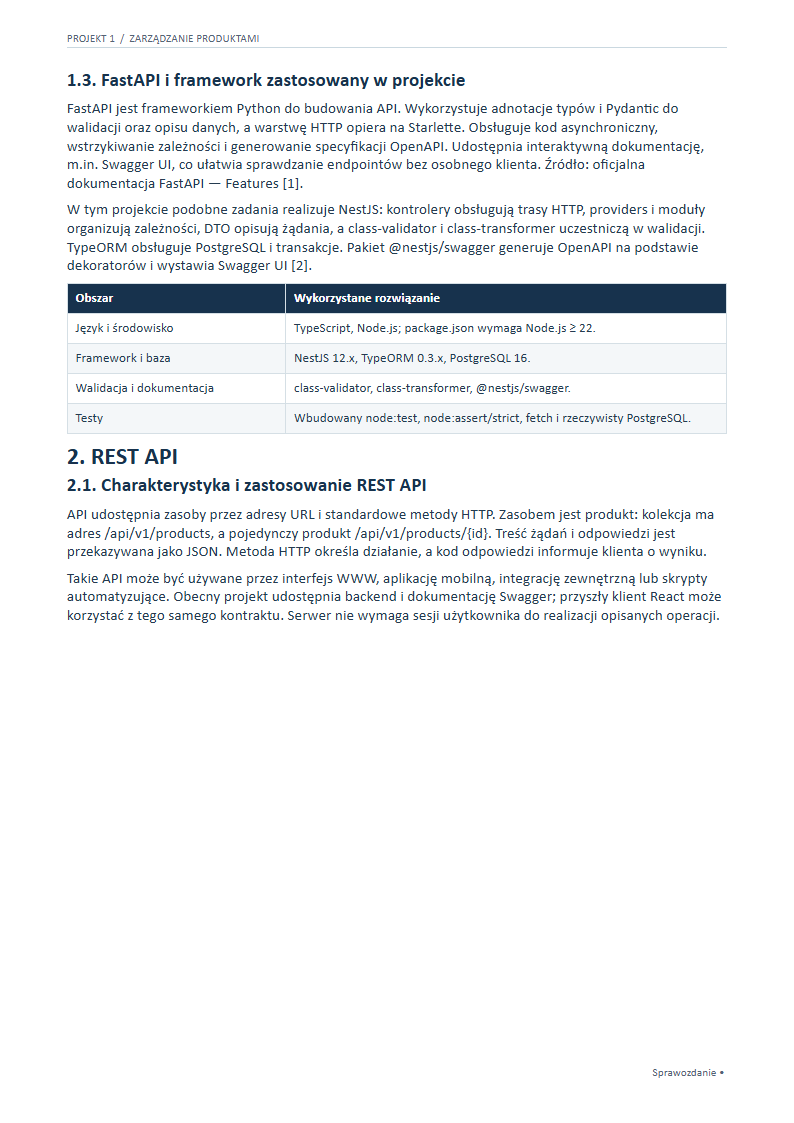 PROJEKT 1 / ZARZĄDZANIE PRODUKTAMI
1.3. FastAPI i framework zastosowany w projekcie
FastAPI jest frameworkiem Python do budowania API. Wykorzystuje adnotacje typów i Pydantic do
walidacji oraz opisu danych, a warstwę HTTP opiera na Starlette. Obsługuje kod asynchroniczny,
wstrzykiwanie zależności i generowanie specyfikacji OpenAPI. Udostępnia interaktywną dokumentację,
m.in. Swagger UI, co ułatwia sprawdzanie endpointów bez osobnego klienta. Źródło: oficjalna
dokumentacja FastAPI — Features [1].
W tym projekcie podobne zadania realizuje NestJS: kontrolery obsługują trasy HTTP, providers i moduły
organizują zależności, DTO opisują żądania, a class-validator i class-transformer uczestniczą w walidacji.
TypeORM obsługuje PostgreSQL i transakcje. Pakiet @nestjs/swagger generuje OpenAPI na podstawie
dekoratorów i wystawia Swagger UI [2].
Obszar Wykorzystane rozwiązanie
Język i środowisko TypeScript, Node.js; package.json wymaga Node.js ≥ 22.
Framework i baza NestJS 12.x, TypeORM 0.3.x, PostgreSQL 16.
Walidacja i dokumentacja class-validator, class-transformer, @nestjs/swagger.
Testy Wbudowany node:test, node:assert/strict, fetch i rzeczywisty PostgreSQL.
2. REST API
2.1. Charakterystyka i zastosowanie REST API
API udostępnia zasoby przez adresy URL i standardowe metody HTTP. Zasobem jest produkt: kolekcja ma
adres /api/v1/products, a pojedynczy produkt /api/v1/products/{id}. Treść żądań i odpowiedzi jest
przekazywana jako JSON. Metoda HTTP określa działanie, a kod odpowiedzi informuje klienta o wyniku.
Takie API może być używane przez interfejs WWW, aplikację mobilną, integrację zewnętrzną lub skrypty
automatyzujące. Obecny projekt udostępnia backend i dokumentację Swagger; przyszły klient React może
korzystać z tego samego kontraktu. Serwer nie wymaga sesji użytkownika do realizacji opisanych operacji.
Sprawozdanie •